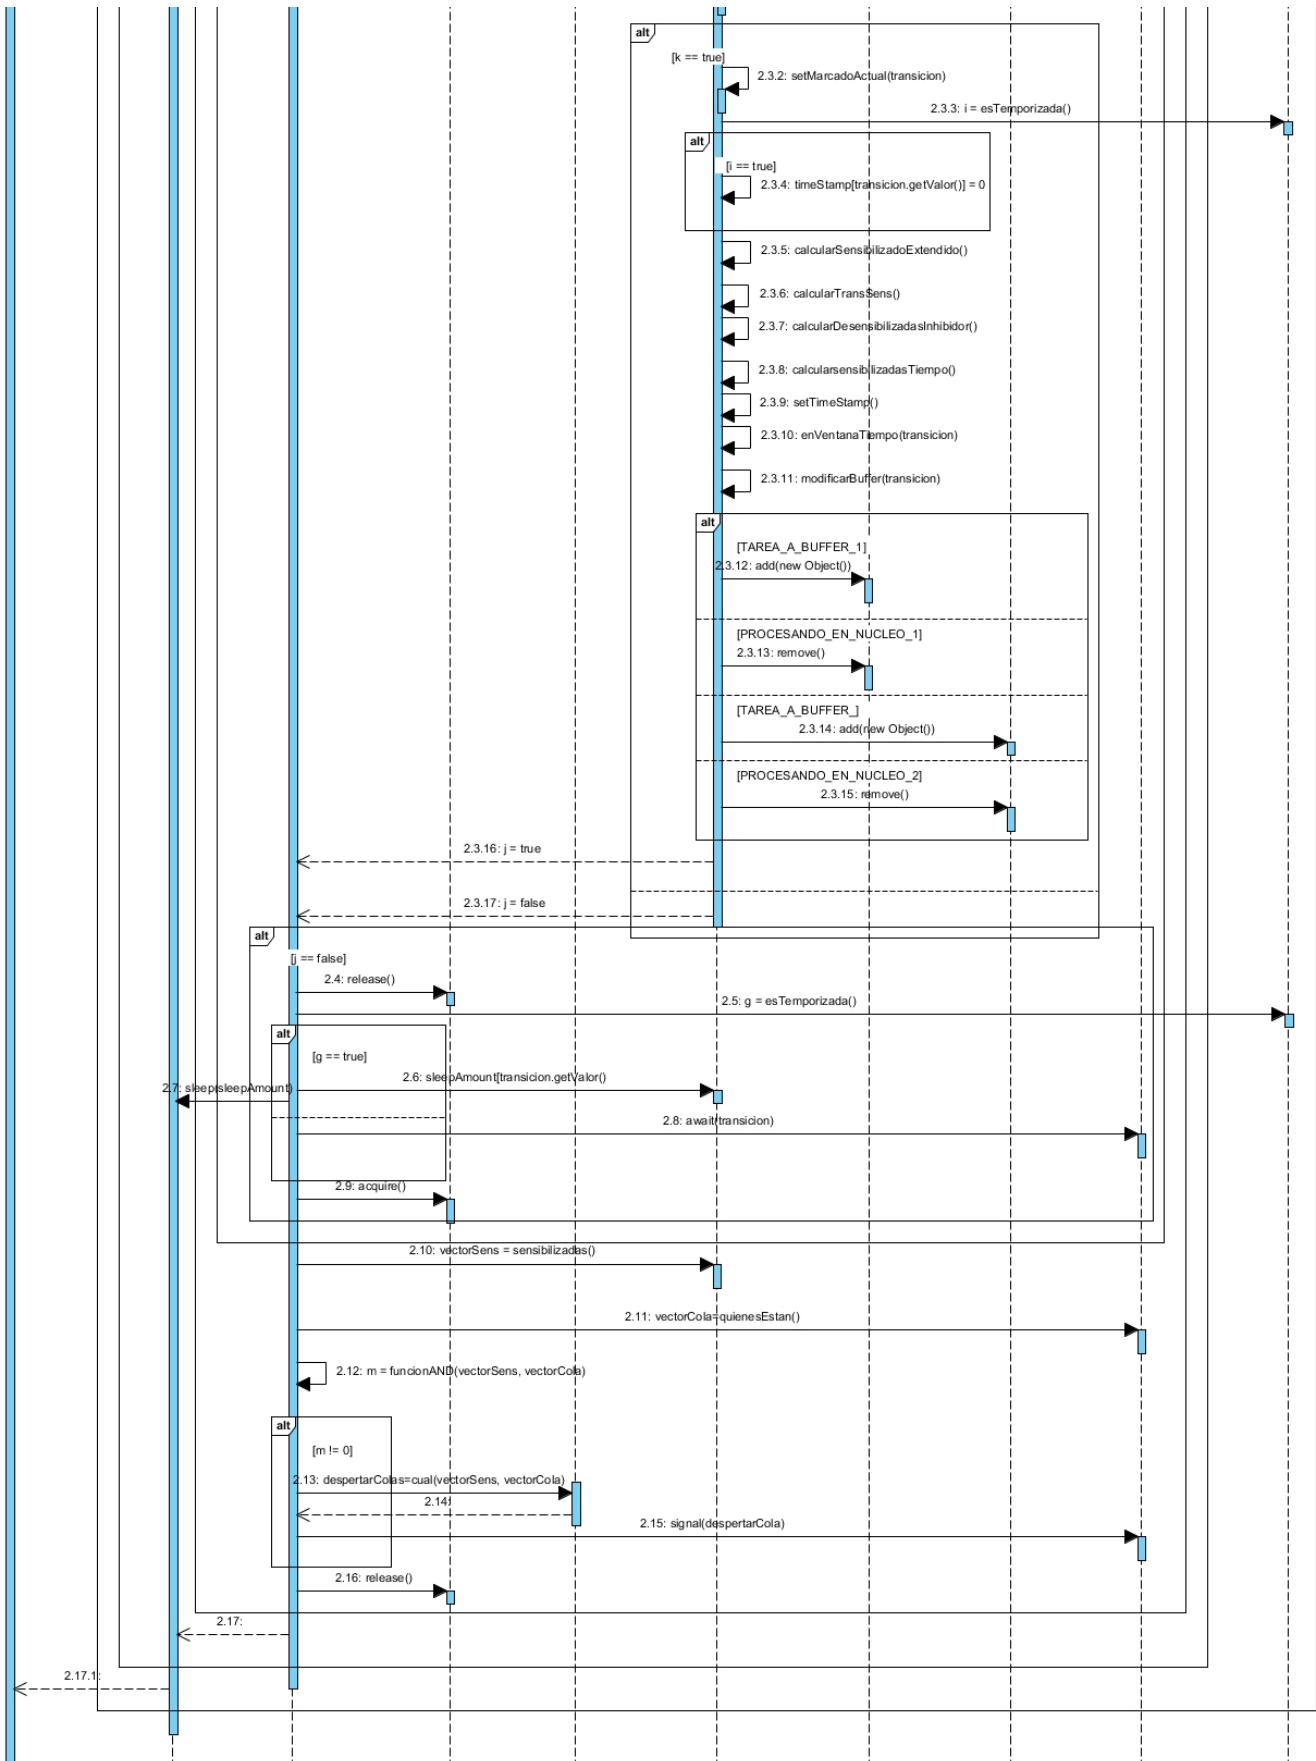 alt
[k == true]
2.3.2: setMarcadoActual(transicion)
2.3.3: i = esTemporizada()
alt
[i == true]
2.3.4: timeStamp[transicion.getValor()] = 0
2.3.5: calcularSensibilizadoExtendido()
2.3.6: calcularTransSens()
2.3.7: calcularDesensibilizadasInhibidor()
2.3.8: calcularsensibilizadasTiempo()
2.3.9: setTimeStamp()
2.3.10: enVentanaTiempo(transicion)
2.3.11: modificarBuffer(transicion)
alt
[TAREA_A_BUFFER_1]
2.3.12: add(new Object())
[PROCESANDO_EN_NUCLEO_1]
2.3.13: remove()
[TAREA_A_BUFFER_]
2.3.14: add(new Object())
[PROCESANDO_EN_NUCLEO_2]
2.3.15: remove()
2.3.16: j = true
2.3.17: j = false
alt
[j == false]
2.4: release()
2.5: g = esTemporizada()
alt
[g == true]
2.6: sleepAmount[transicion.getValor()
2.7: sleep(sleepAmount)
2.8: await(transicion)
2.9: acquire()
2.10: vectorSens = sensibilizadas()
2.11: vectorCola=quienesEstan()
2.12: m = funcionAND(vectorSens, vectorCola)
alt
[m != 0]
2.13: despertarColas=cual(vectorSens, vectorCola)
2.14:
2.15: signal(despertarCola)
2.16: release()
2.17:
2.17.1: